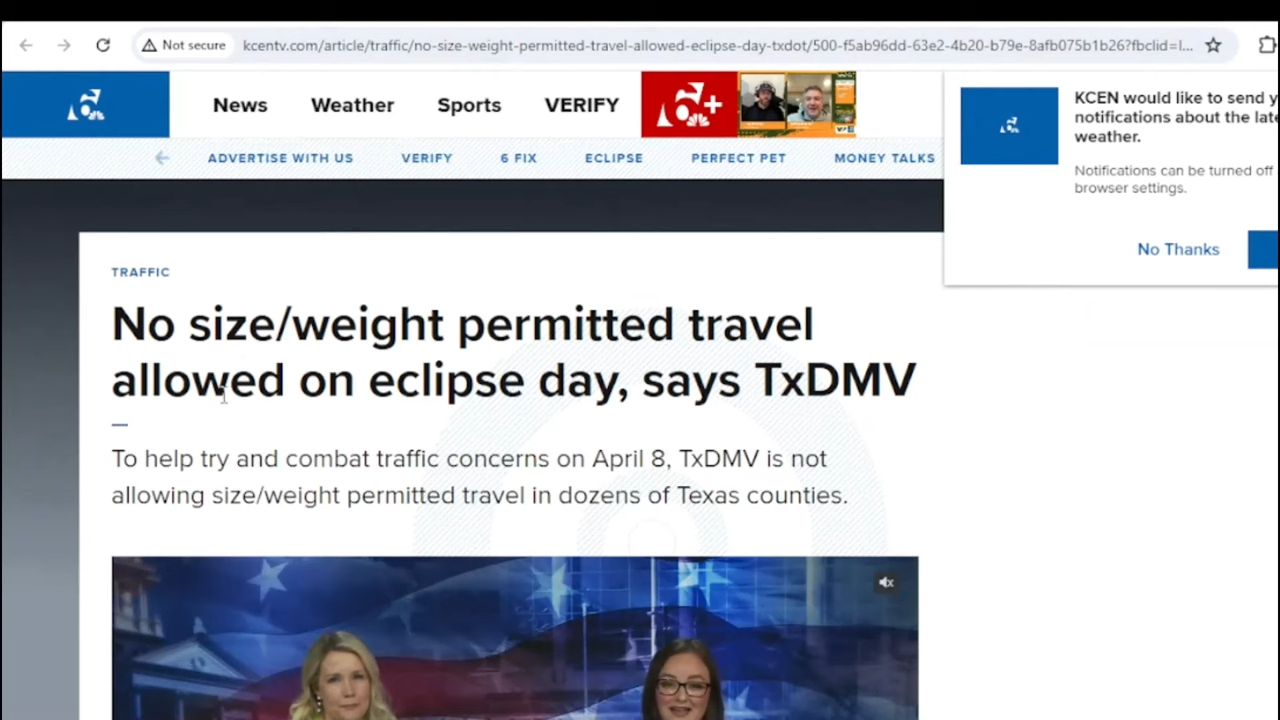 Not secure
kcentv.com/article/traffic/no-size-weight-permitted-travel-allowed-eclipse-day-txdot/500-f5ab96dd-63e2-4b20-b79e-8afb075b1b26?fbclid=I...
6
News
Weather
Sports
VERIFY
6+
KCEN would like to send y
notifications about the late
weather.
Notifications can be turned off
browser settings.
No Thanks
ADVERTISE WITH US
VERIFY
6 FIX
ECLIPSE
PERFECT PET
MONEY TALKS
TRAFFIC
No size/weight permitted travel
allowed on eclipse day, says TxDMV
To help try and combat traffic concerns on April 8, TxDMV is not
allowing size/weight permitted travel in dozens of Texas counties.